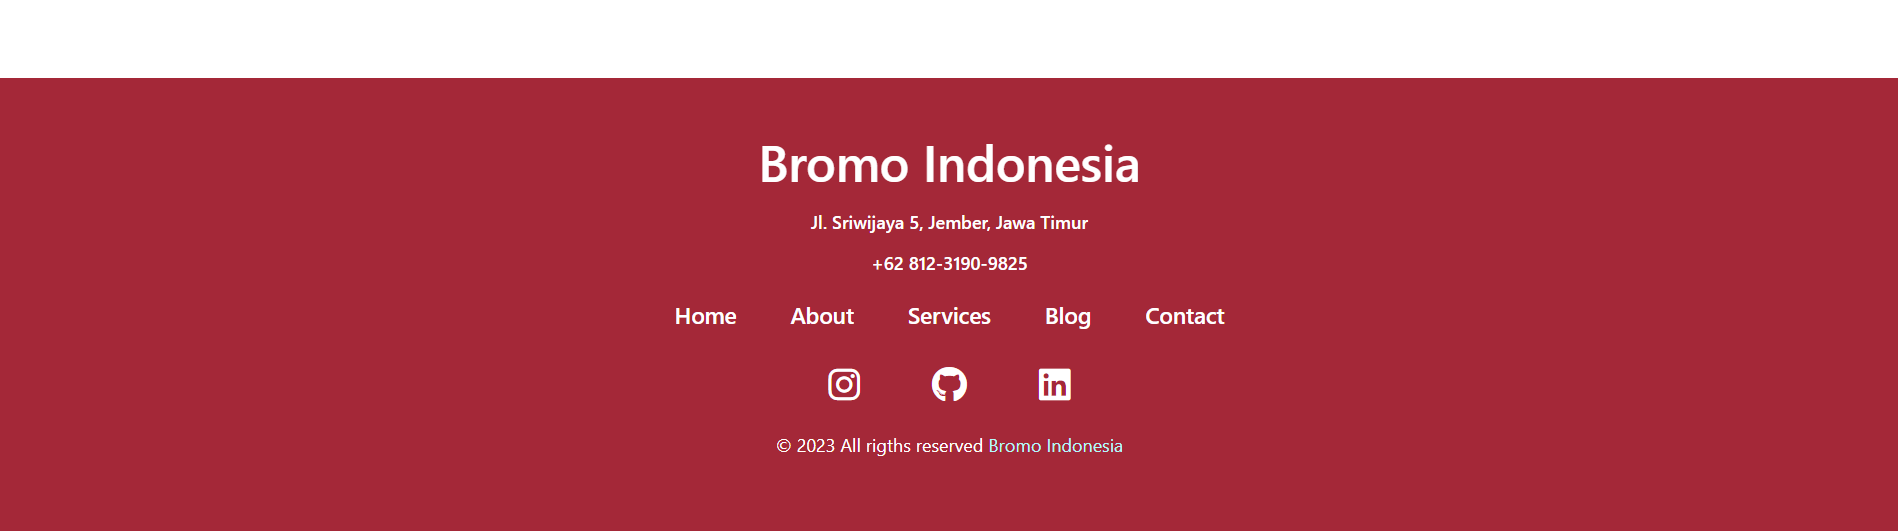 Bromo Indonesia
Jl. Sriwijaya 5, Jember, Jawa Timur
+62 812-3190-9825
Home About Services Blog Contact
© 2023 All rigths reserved Bromo Indonesia